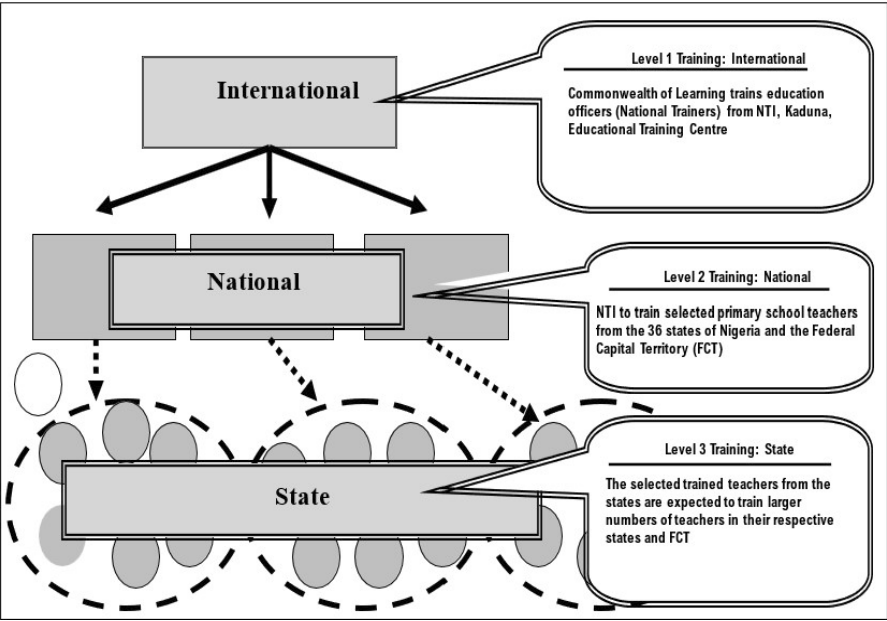 International
Level 1 Training: International
Commonwealth of Learning trains education
officers (National Trainers) from NTI, Kaduna,
Educational Training Centre
National
Level 2 Training: National
NTI to train selected primary school teachers
from the 36 states of Nigeria and the Federal
Capital Territory (FCT)
State
Level 3 Training: State
The selected trained teachers from the
states are expected to train larger
numbers of teachers in their respective
states and FCT